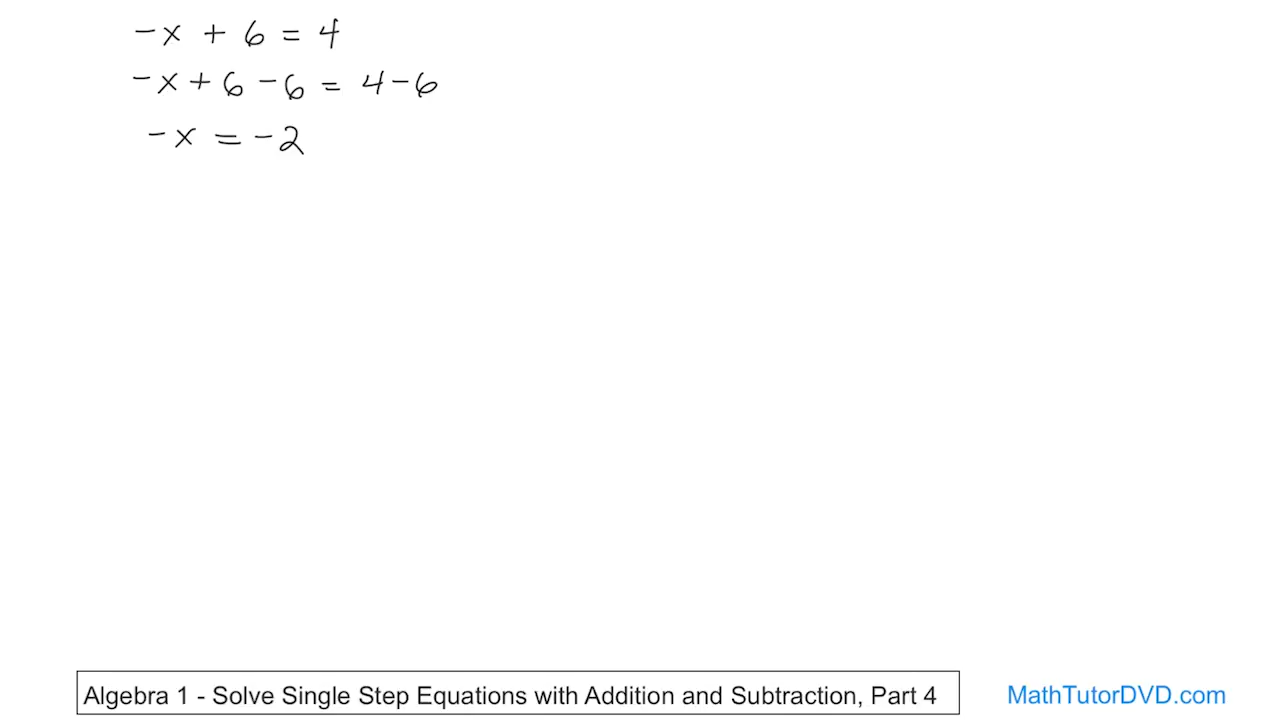 -x + 6 = 4
-x + 6 - 6 = 4 - 6
-x = -2
Algebra 1 - Solve Single Step Equations with Addition and Subtraction, Part 4
MathTutorDVD.com